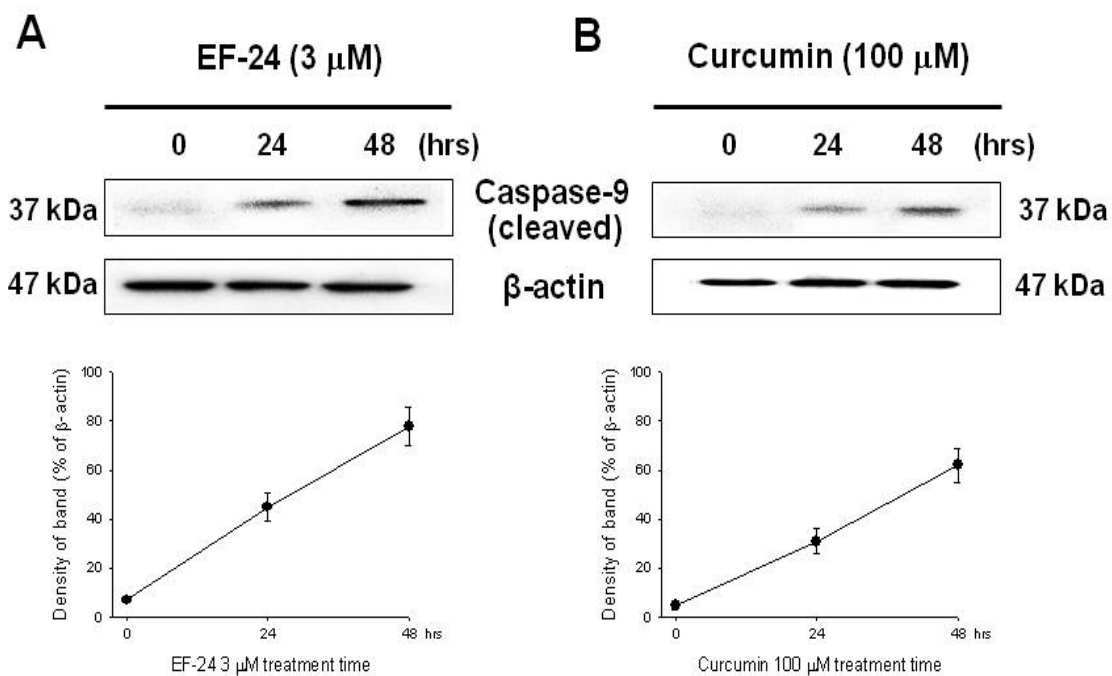 A
EF-24 (3 μM)
0 24 48 (hrs)
37 kDa
47 kDa
Caspase-9
(cleaved)
β-actin
B
Curcumin (100 μM)
0 24 48 (hrs)
37 kDa
47 kDa
Density of band (% of β-actin)
100
80
60
40
20
0
0 24 48 hrs
EF-24 3 μM treatment time
Density of band (% of β-actin)
100
80
60
40
20
0
0 24 48 hrs
Curcumin 100 μM treatment time